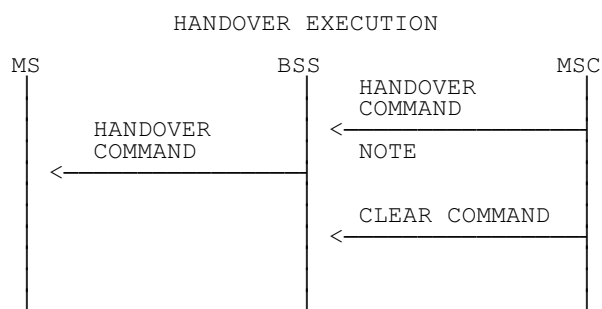 HANDOVER EXECUTION
MS BSS MSC
HANDOVER
COMMAND
HANDOVER
COMMAND
NOTE
CLEAR COMMAND